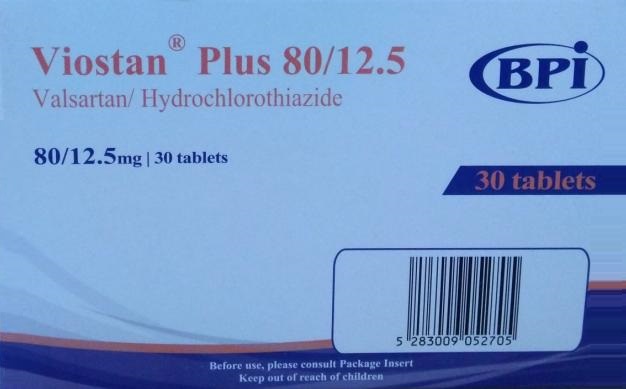 Viostan® Plus 80/12.5
BPi
Valsartan/ Hydrochlorothiazide
80/12.5mg | 30 tablets
30 tablets
5 283009 052705
Before use, please consult Package Insert
Keep out of reach of children